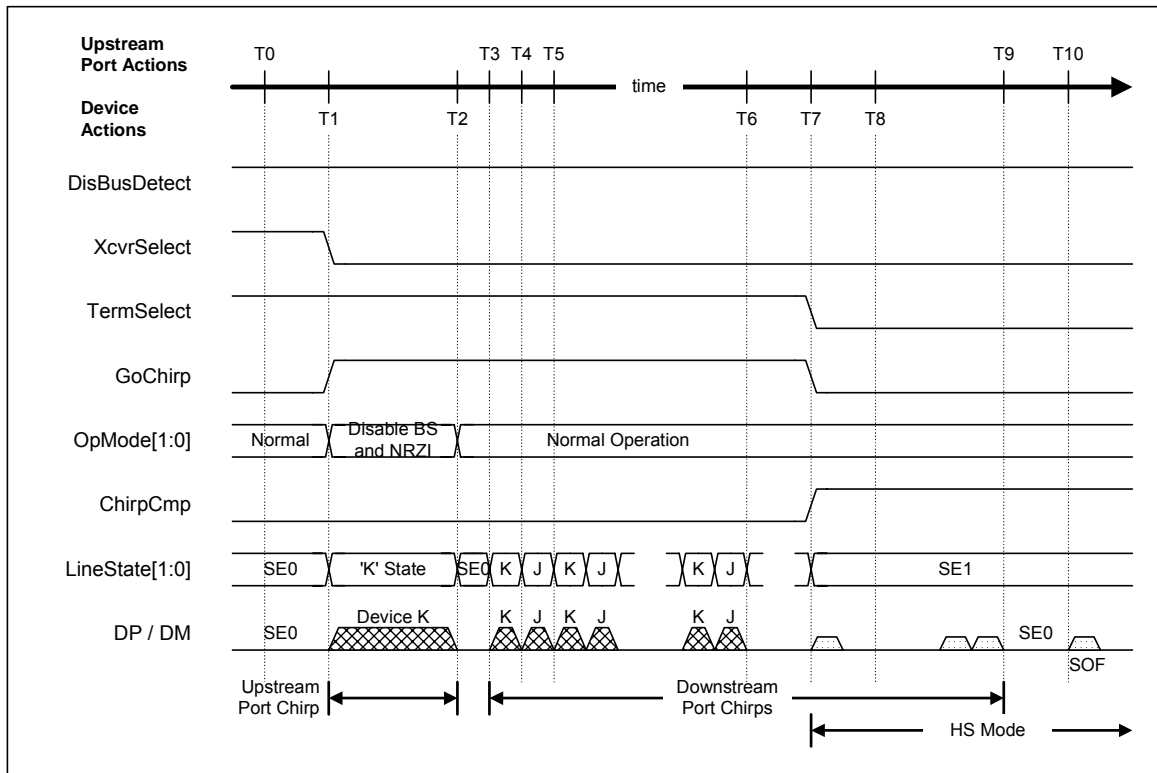 Upstream
Port Actions
T0 T3 T4 T5 T9 T10
time
Device
Actions
T1 T2 T6 T7 T8
DisBusDetect
XcvrSelect
TermSelect
GoChirp
OpMode[1:0] Normal Disable BS
and NRZI Normal Operation
ChirpCmp
LineState[1:0] SE0 'K' State SE0 K J K J K J SE1
Device K K J K J K J
DP / DM SE0 SE0
SOF
Upstream
Port Chirp
Downstream
Port Chirps
HS Mode